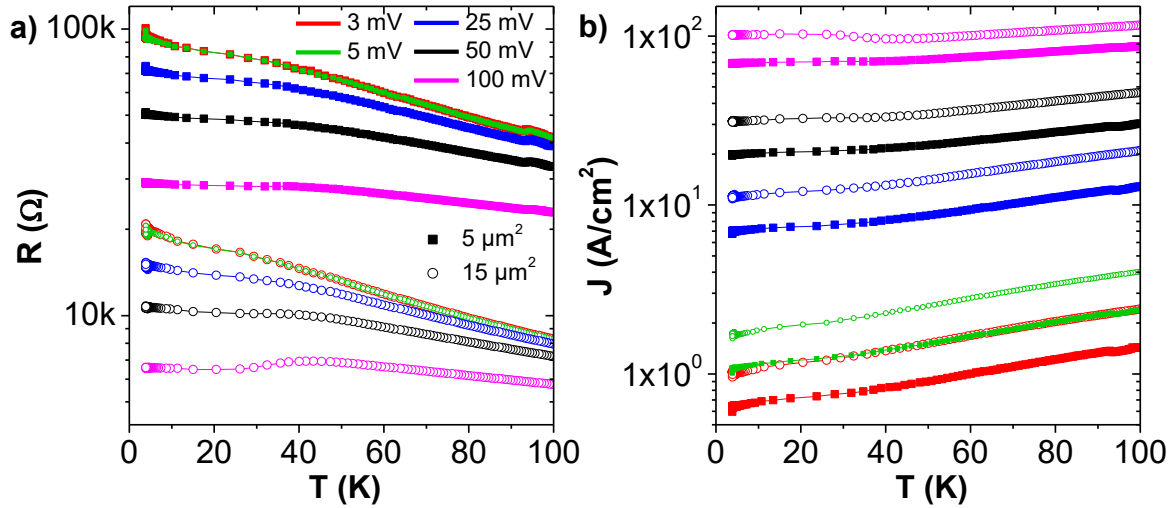 a)
3 mV
25 mV
5 mV
50 mV
100 mV
100k
10k
R (Ω)
5 µm²
15 µm²
0 20 40 60 80 100
T (K)
b)
1x10²
1x10¹
1x10⁰
J (A/cm²)
0 20 40 60 80 100
T (K)